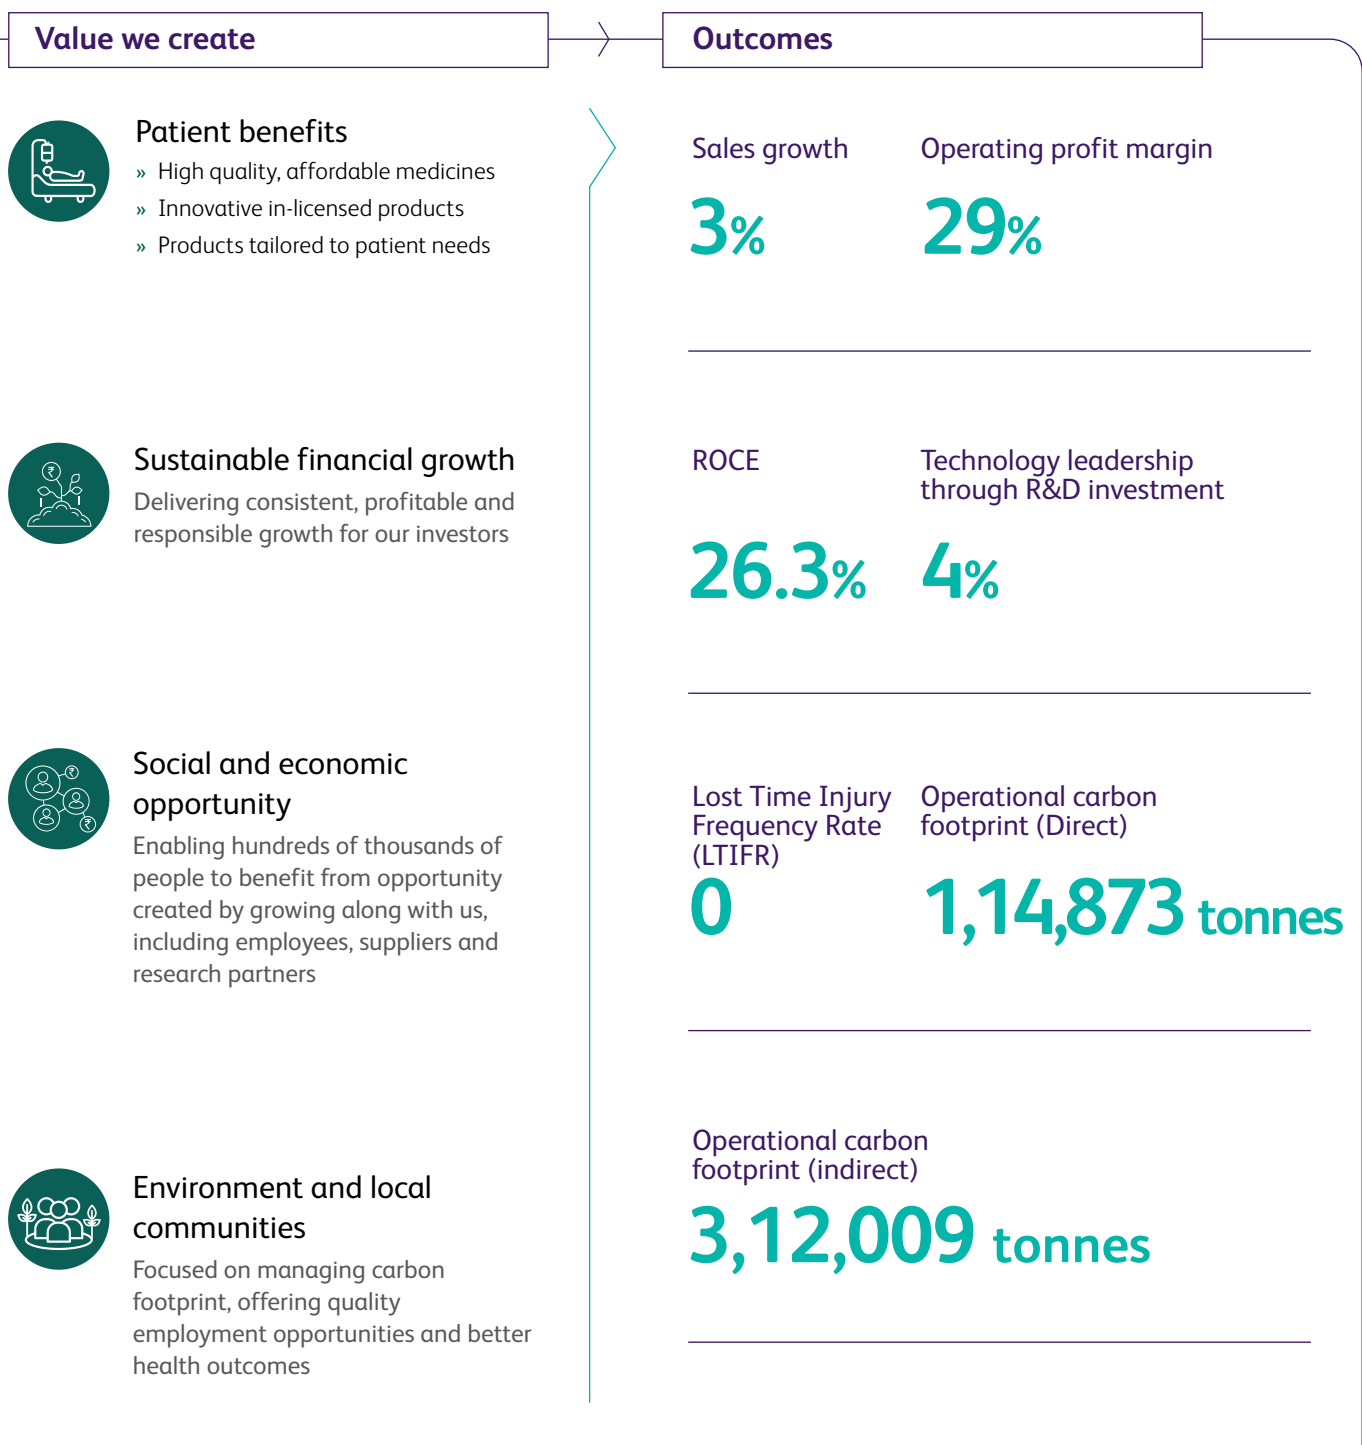 Value we create
Outcomes
Patient benefits
» High quality, affordable medicines
» Innovative in-licensed products
» Products tailored to patient needs
Sales growth
3%
Operating profit margin
29%
Sustainable financial growth
Delivering consistent, profitable and
responsible growth for our investors
ROCE
26.3%
Technology leadership
through R&D investment
4%
Social and economic
opportunity
Enabling hundreds of thousands of
people to benefit from opportunity
created by growing along with us,
including employees, suppliers and
research partners
Lost Time Injury
Frequency Rate
(LTIFR)
0
Operational carbon
footprint (Direct)
1,14,873 tonnes
Environment and local
communities
Focused on managing carbon
footprint, offering quality
employment opportunities and better
health outcomes
Operational carbon
footprint (indirect)
3,12,009 tonnes